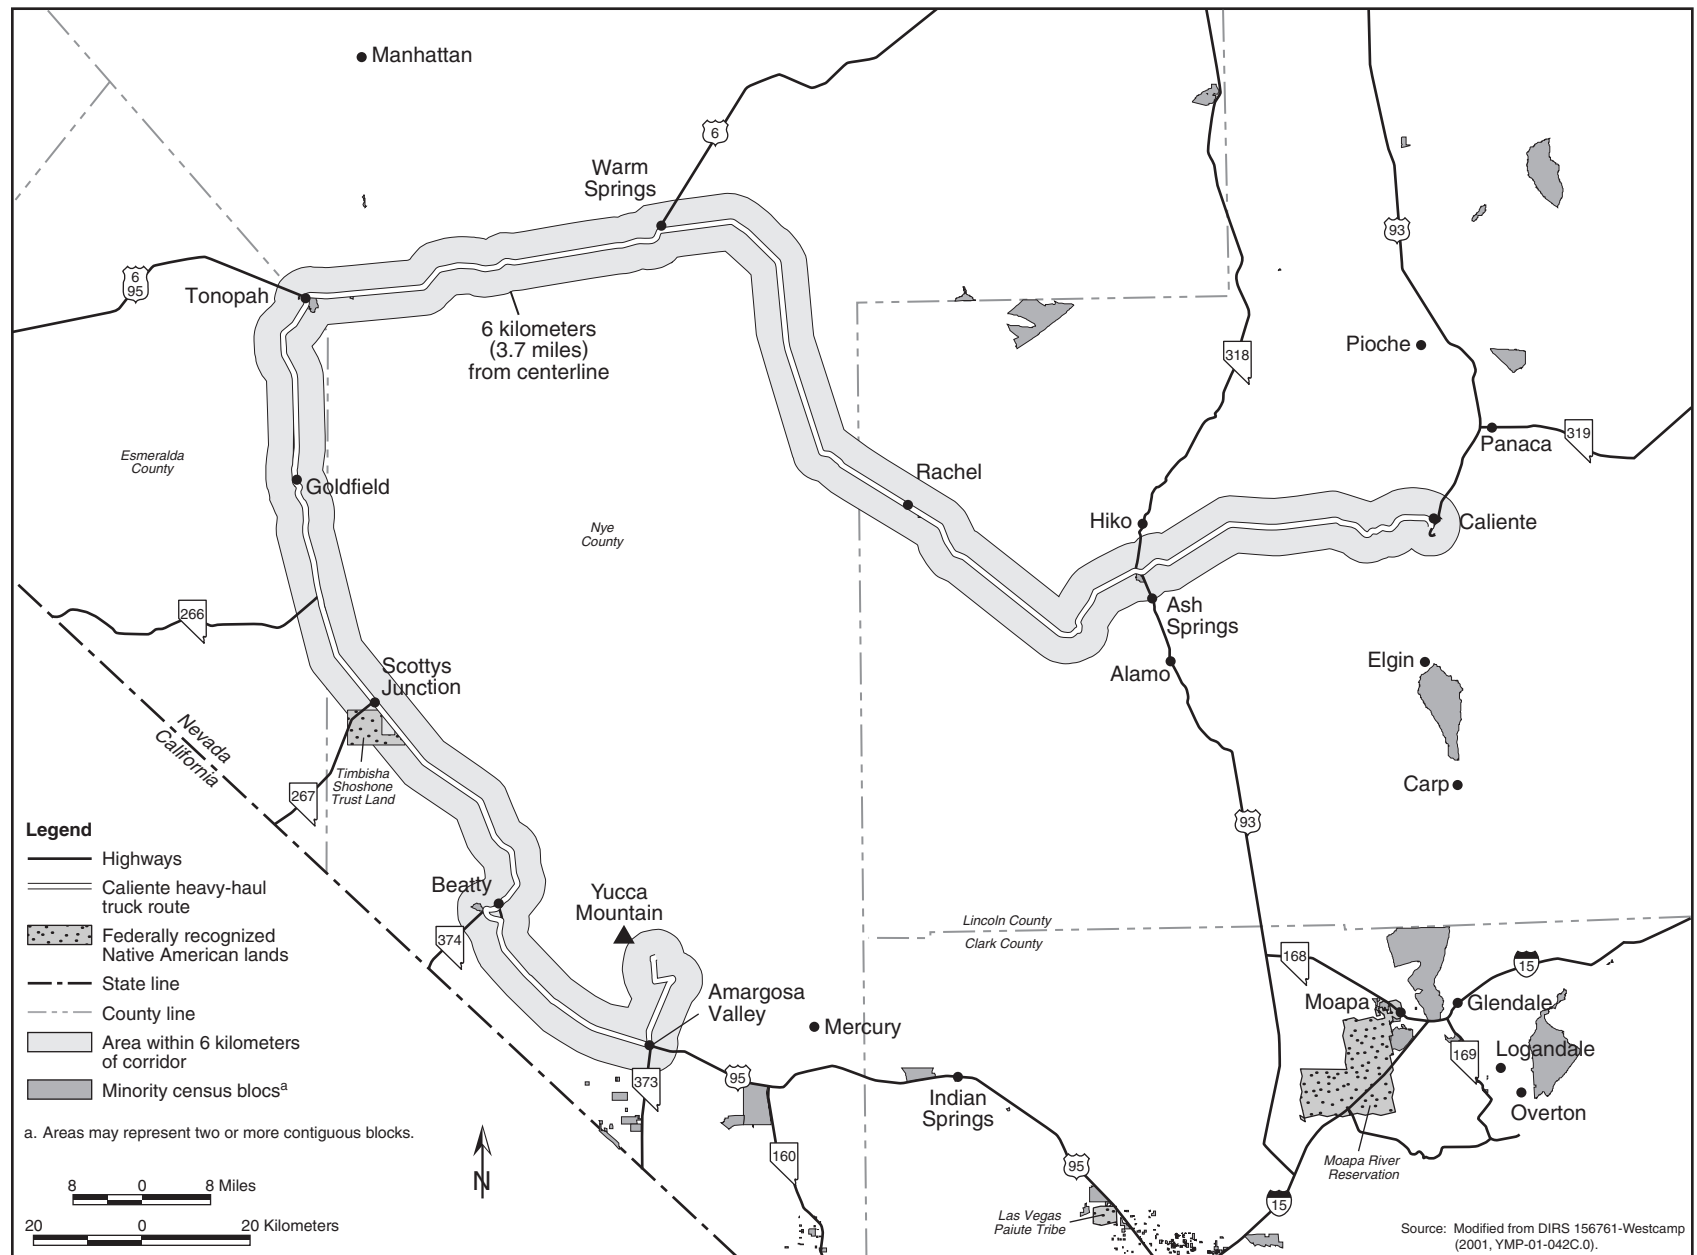 Manhattan
6
Warm
Springs
93
6
95
Tonopah
6 kilometers
(3.7 miles)
from centerline
318
Pioche
Panaca
319
Esmeralda
County
Goldfield
Rachel
Nye
County
Hiko
Caliente
266
Ash
Springs
Alamo
Elgin
Scottys
Junction
Nevada
California
Timbisha
Shoshone
Trust Land
267
Carp
93
Legend
Highways
Caliente heavy-haul
truck route
Federally recognized
Native American lands
State line
County line
Area within 6 kilometers
of corridor
Minority census blocsa
a. Areas may represent two or more contiguous blocks.
8 0 8 Miles
20 0 20 Kilometers
N
Beatty
Yucca
Mountain
374
Amargosa
Valley
Mercury
373
95
160
Indian
Springs
95
Las Vegas
Paiute Tribe
Lincoln County
Clark County
168
15
Moapa
Glendale
169
Logandale
Overton
Moapa River
Reservation
15
Source: Modified from DIRS 156761-Westcamp
(2001, YMP-01-042C.0).